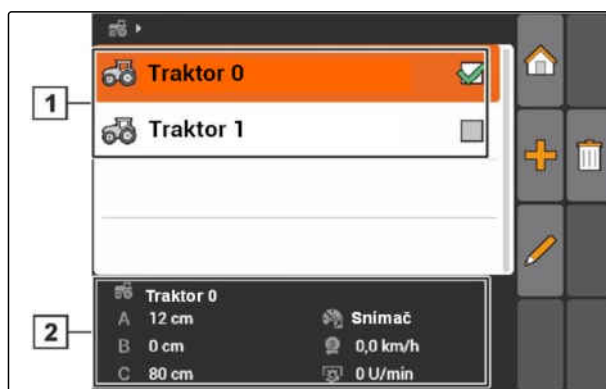 1
Traktor 0
Traktor 1
2
Traktor 0
A 12 cm Snímač
B 0 cm 0,0 km/h
C 80 cm 0 U/min